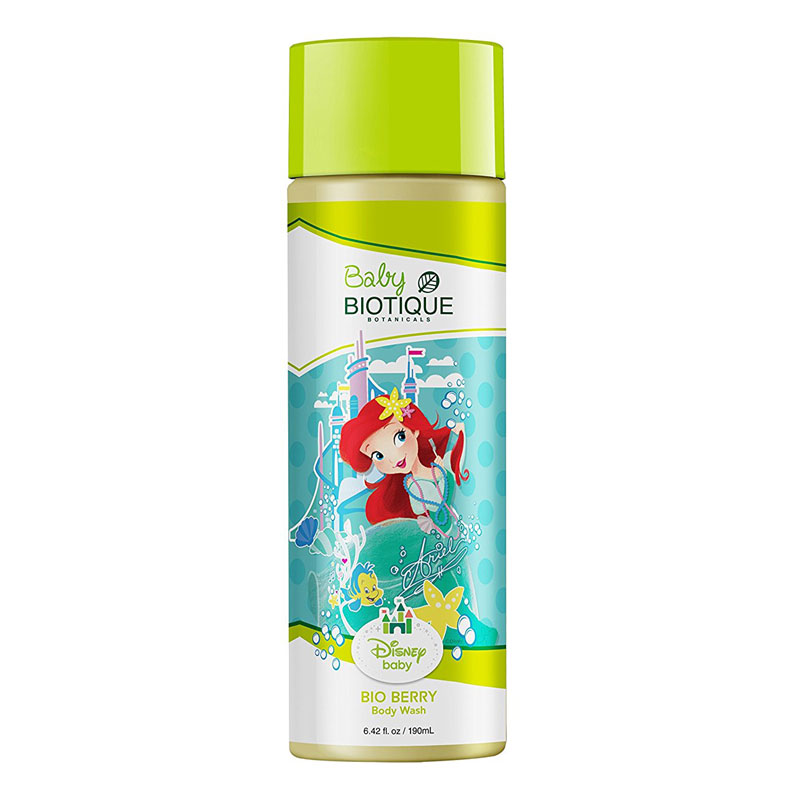 Baby
BIOTIQUE
BOTANICALS
Ariel
Disney
baby
BIO BERRY
Body Wash
6.42 fl. oz / 190mL